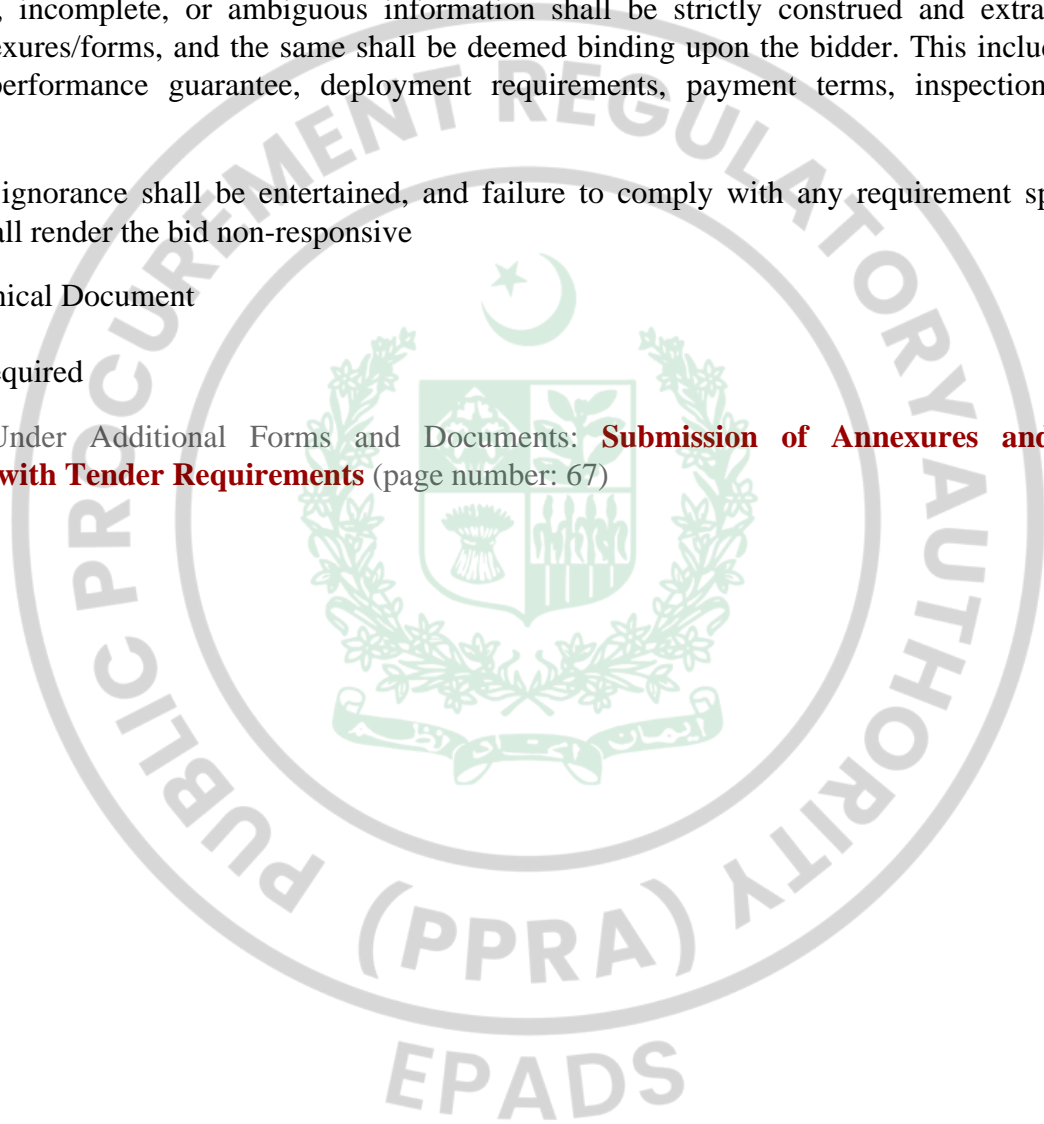 , incomplete, or ambiguous information shall be strictly construed and extra
exures/forms, and the same shall be deemed binding upon the bidder. This includ
performance guarantee, deployment requirements, payment terms, inspection
ignorance shall be entertained, and failure to comply with any requirement sp
all render the bid non-responsive
nical Document
equired
Under Additional Forms and Documents: Submission of Annexures and
with Tender Requirements (page number: 67)
PUBLIC PROCUREMENT REGULATORY AUTHORITY
(PPRA)
EPADS